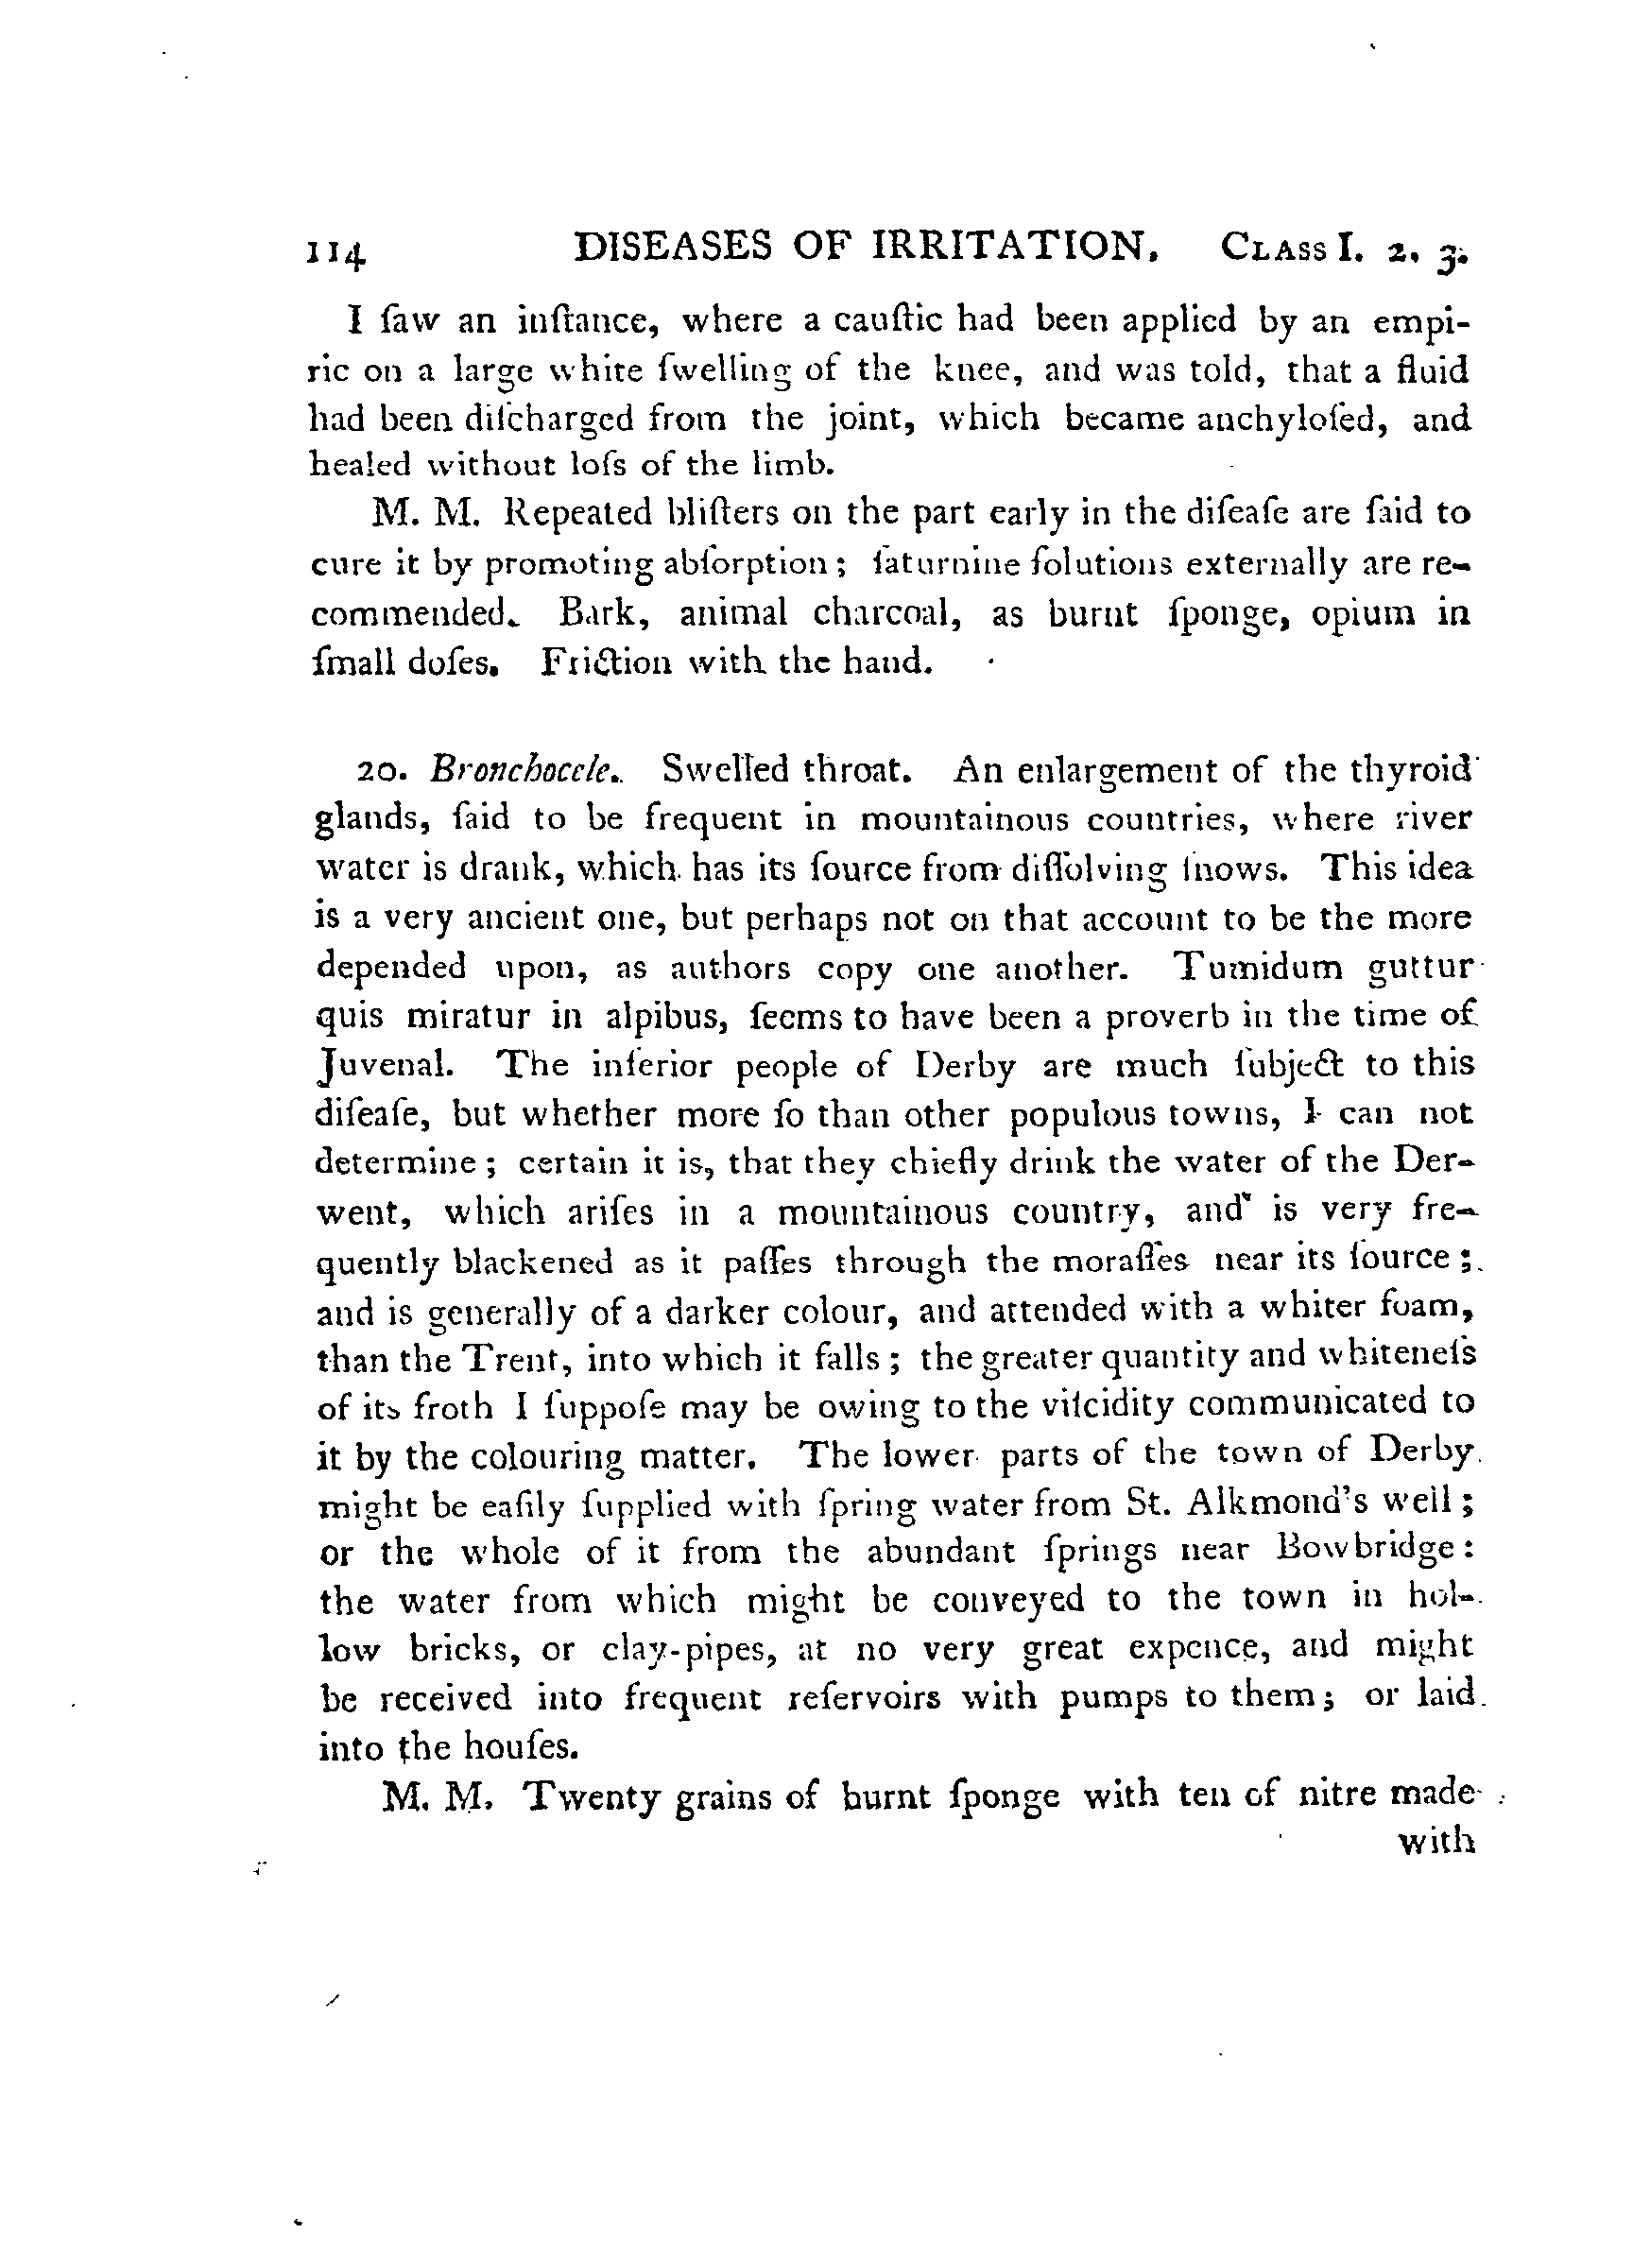 114 DISEASES OF IRRITATION. CLASS I. 2. 3.
I ſaw an inſtance, where a cauſtic had been applied by an empi-
ric on a large white ſwelling of the knee, and was told, that a fluid
had been diſcharged from the joint, which became anchyloſed, and
healed without loſs of the limb.
M. M. Repeated bliſters on the part early in the diſeaſe are ſaid to
cure it by promoting abſorption; ſaturnine ſolutions externally are re-
commended. Bark, animal charcoal, as burnt ſponge, opium in
ſmall doſes. Friction with the hand.
20. Bronchocele. Swelled throat. An enlargement of the thyroid
glands, ſaid to be frequent in mountainous countries, where river
water is drank, which has its ſource from diſſolving ſnows. This idea
is a very ancient one, but perhaps not on that account to be the more
depended upon, as authors copy one another. Tumidum guttur
quis miratur in alpibus, ſeems to have been a proverb in the time of
Juvenal. The inferior people of Derby are much ſubject to this
diſeaſe, but whether more ſo than other populous towns, I can not
determine; certain it is, that they chiefly drink the water of the Der-
went, which ariſes in a mountainous country, and is very fre-
quently blackened as it paſſes through the moraſſes near its ſource;
and is generally of a darker colour, and attended with a whiter foam,
than the Trent, into which it falls; the greater quantity and whiteneſs
of its froth I ſuppoſe may be owing to the viſcidity communicated to
it by the colouring matter. The lower parts of the town of Derby
might be eaſily ſupplied with ſpring water from St. Alkmond's well;
or the whole of it from the abundant ſprings near Bowbridge:
the water from which might be conveyed to the town in hol-
low bricks, or clay-pipes, at no very great expence, and might
be received into frequent reſervoirs with pumps to them; or laid
into the houſes.
M. M. Twenty grains of burnt ſponge with ten of nitre made
with